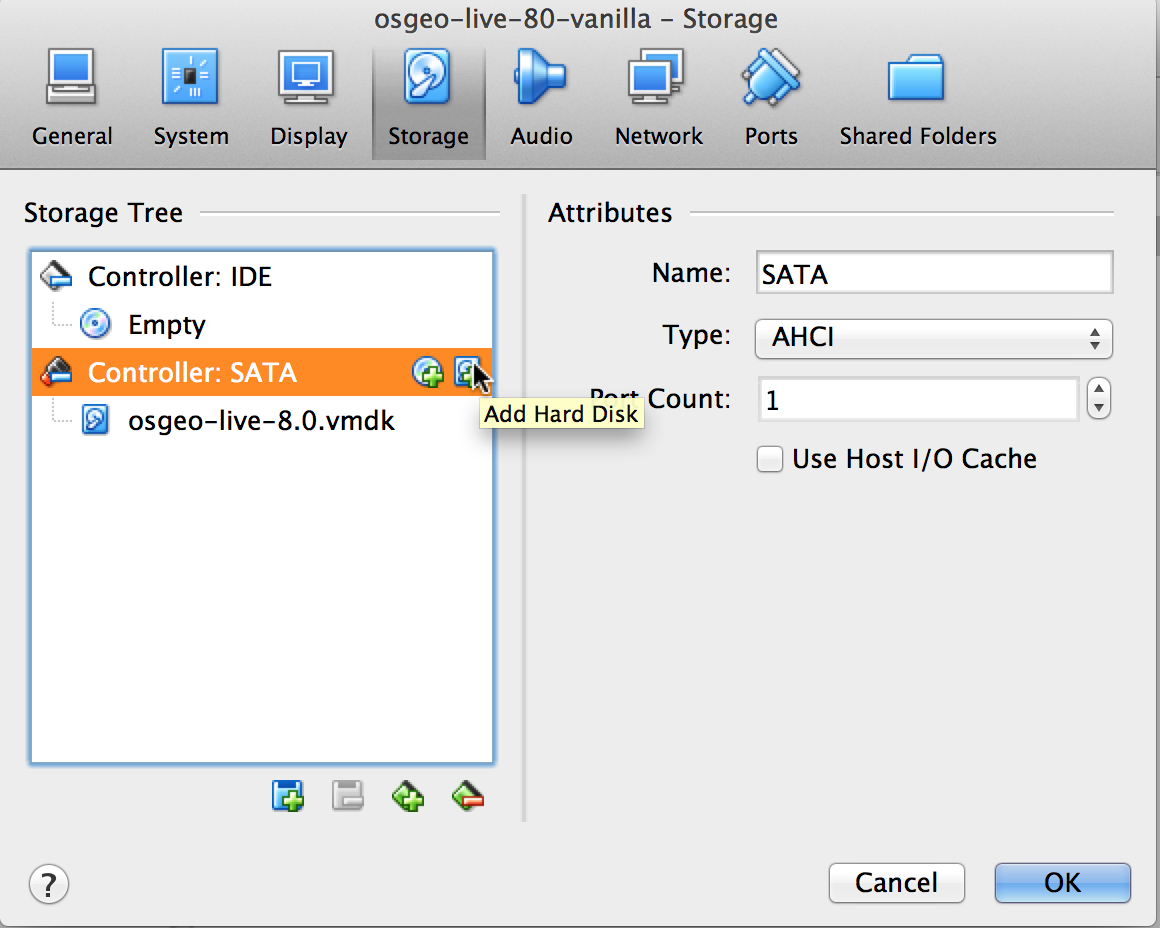 osgeo-live-80-vanilla – Storage
General System Display Storage Audio Network Ports Shared Folders
Storage Tree
Controller: IDE
Empty
Controller: SATA
osgeo-live-8.0.vmdk
Add Hard Disk
Attributes
Name: SATA
Type: AHCI
Port Count: 1
Use Host I/O Cache
?
Cancel OK